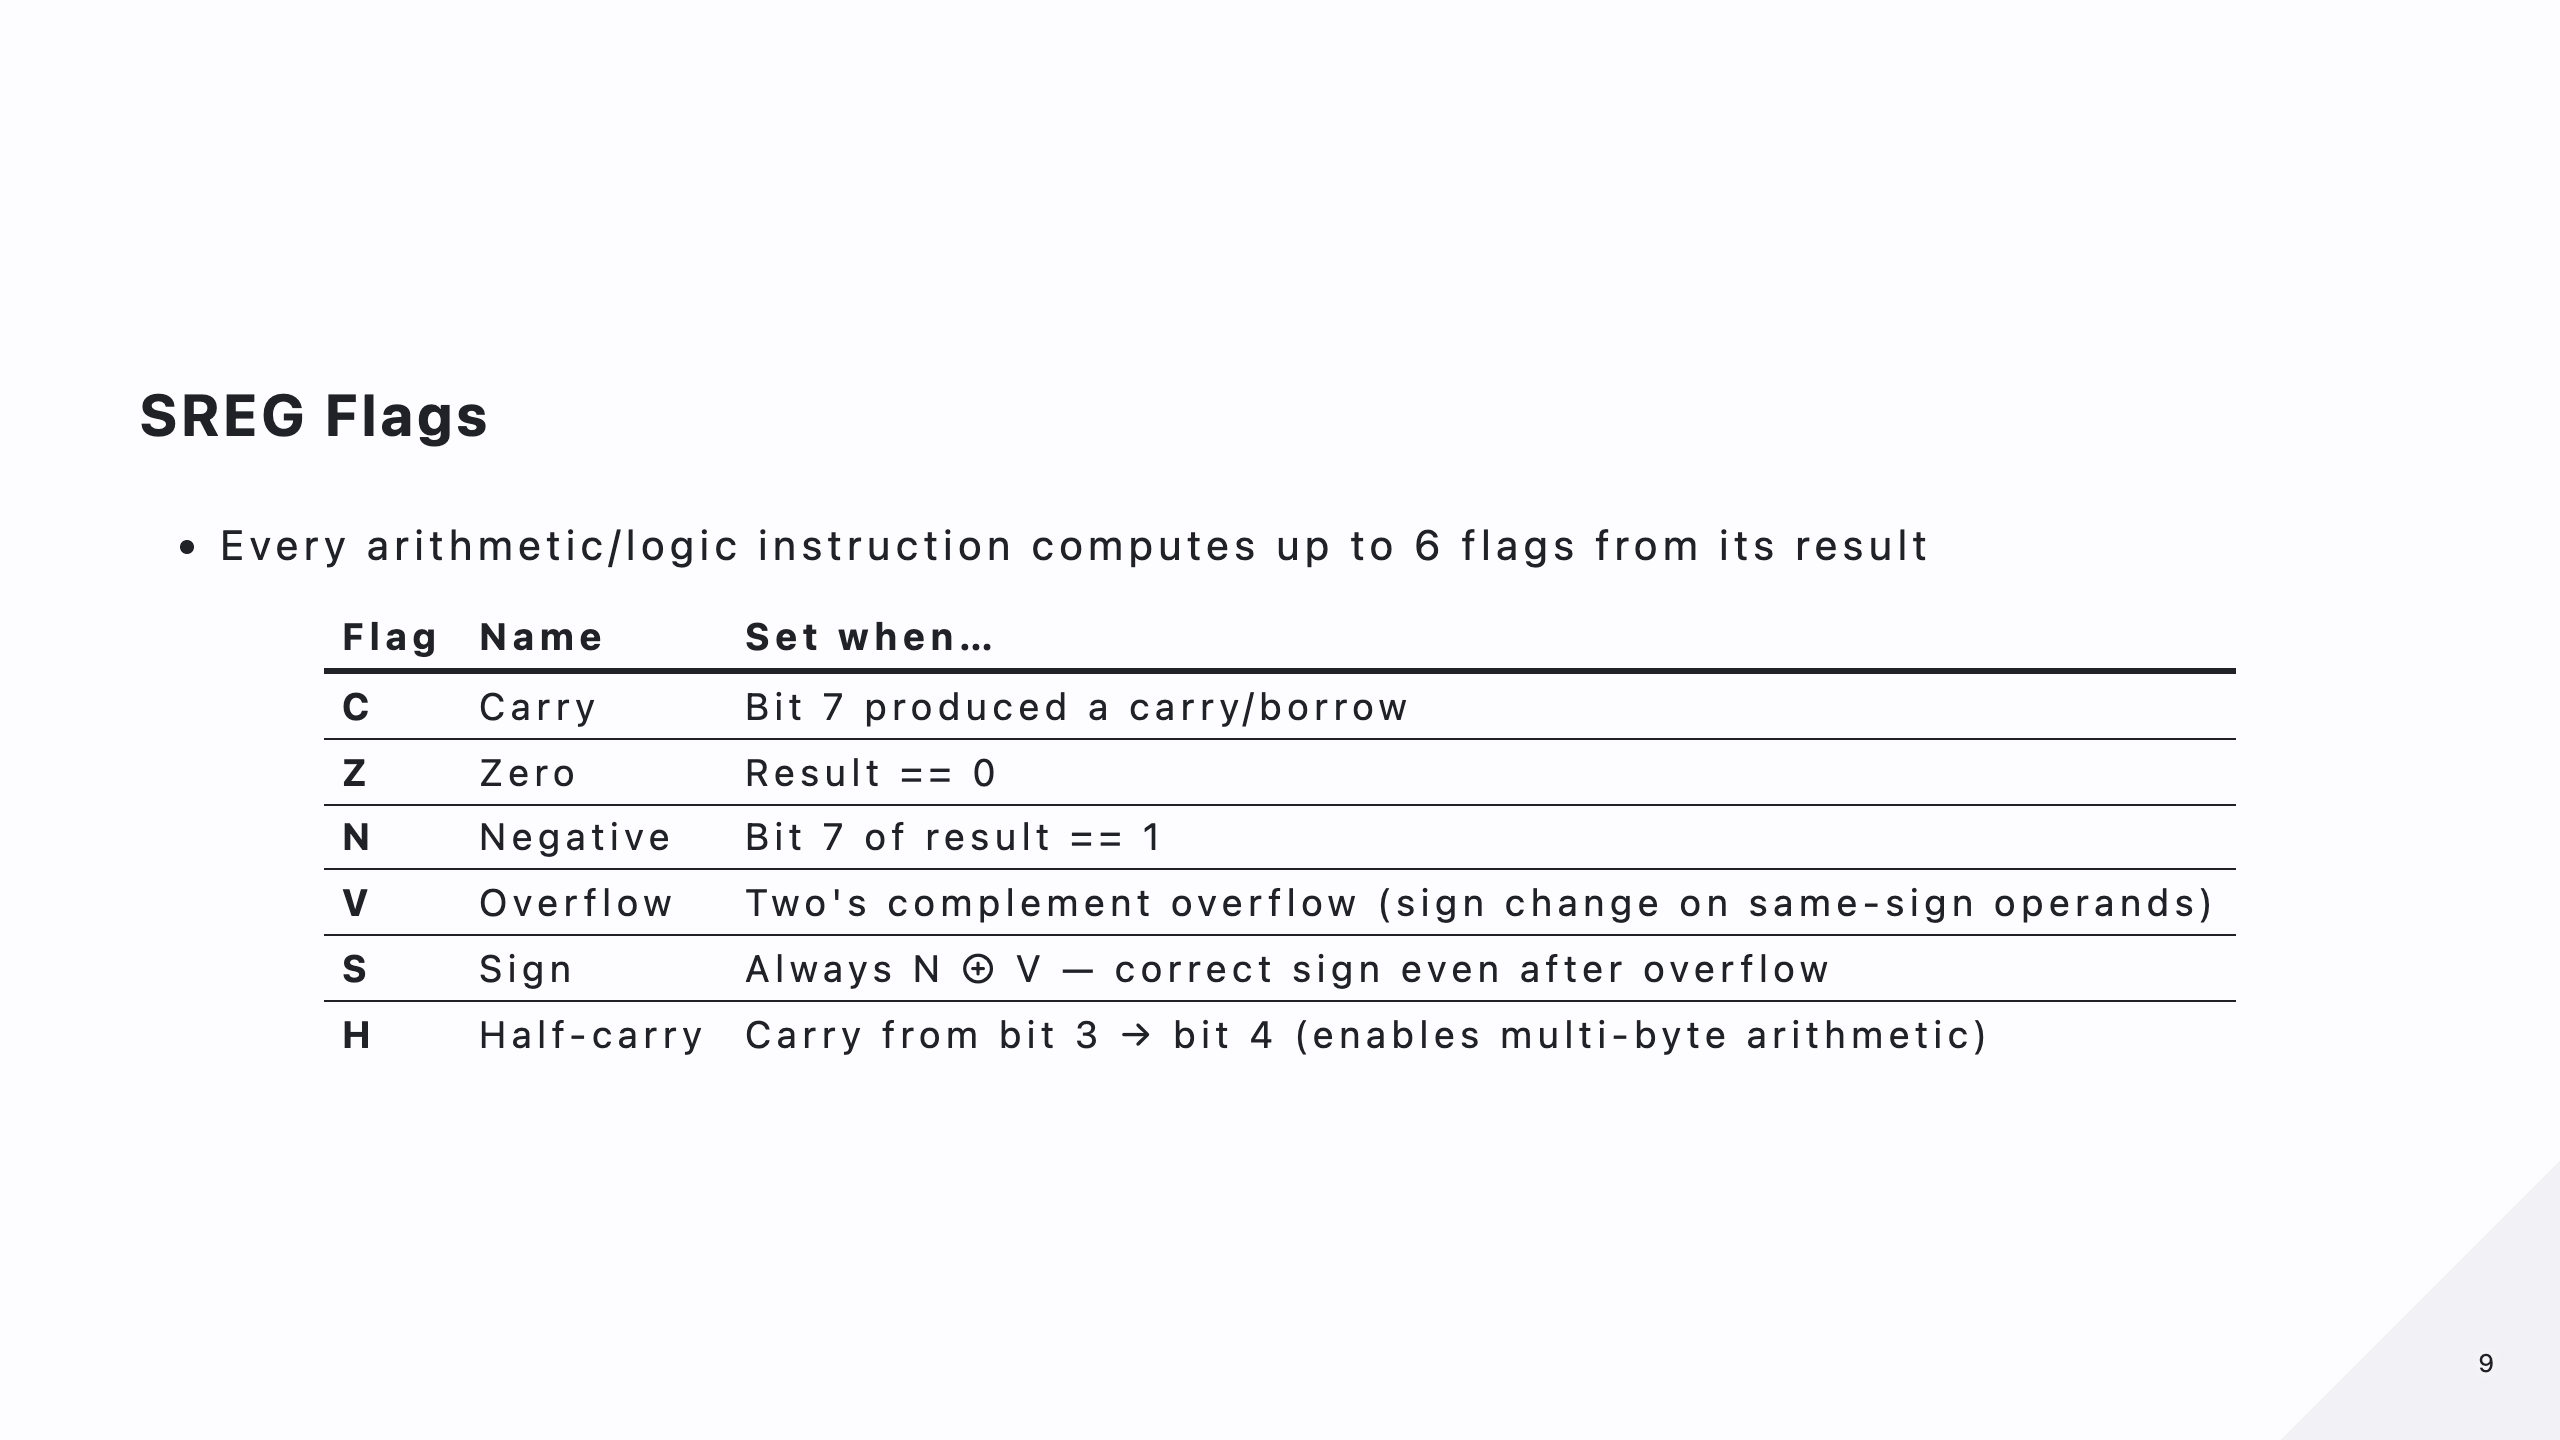 SREG Flags
• Every arithmetic/logic instruction computes up to 6 flags from its result
Flag Name Set when…
C Carry Bit 7 produced a carry/borrow
Z Zero Result == 0
N Negative Bit 7 of result == 1
V Overflow Two's complement overflow (sign change on same-sign operands)
S Sign Always N ⊕ V — correct sign even after overflow
H Half-carry Carry from bit 3 → bit 4 (enables multi-byte arithmetic)
9